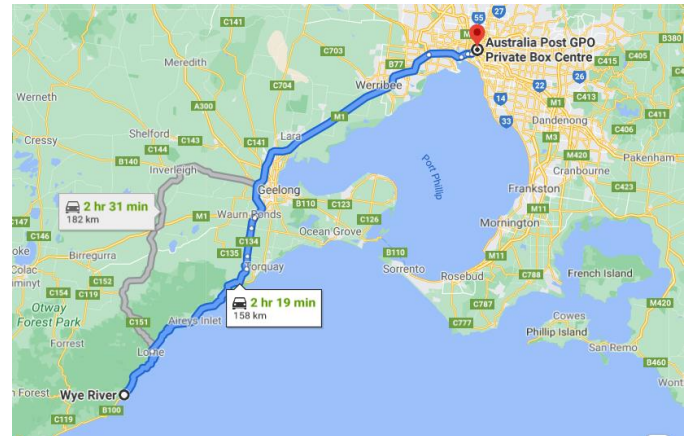 C141
55
M
Australia Post GPO
Private Box Centre
B380
C703
Meredith
B77
C415
C405
26
Werneth
C704
Werribee
22
C413
A300
14
M1
Dandenong
C411
M1
Shelford
C143
C141
Lara
33
M3
C406
Cressy
C144
Port Phillip
M420
Pakenham
B140
Inverleigh
Cranbourne
Geelong
Frankston
C423
2 hr 31 min
182 km
B110
C123
M11
C147
M1
Waurn Ponds
C126
Mornington
C146
C134
Ocean Grove
Birregurra
C135
B110
M11
Colac
Torquay
Sorrento
Rosebud
C788
French Island
C152
C154
C119
2 hr 19 min
158 km
C787
M420
Otway
Forest Park
Aireys Inlet
C777
Cowes
C151
Phillip Island
Forrest
Lorne
San Remo
B460
Wye River
Wont
Forest
C119
B100